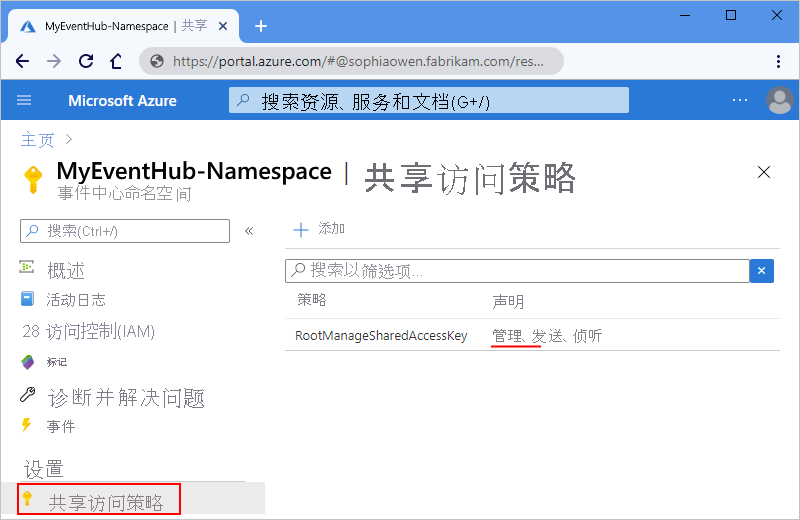 MyEventHub-Namespace | 共享
https://portal.azure.com/#@sophiaowen.fabrikam.com/res...
Microsoft Azure
搜索资源、服务和文档(G+/)
主页
MyEventHub-Namespace | 共享访问策略
事件中心命名空间
搜索(Ctrl+/)
概述
活动日志
28 访问控制(IAM)
标记
诊断并解决问题
事件
设置
共享访问策略
添加
搜索以筛选项...
策略 声明
RootManageSharedAccessKey 管理、发送、侦听